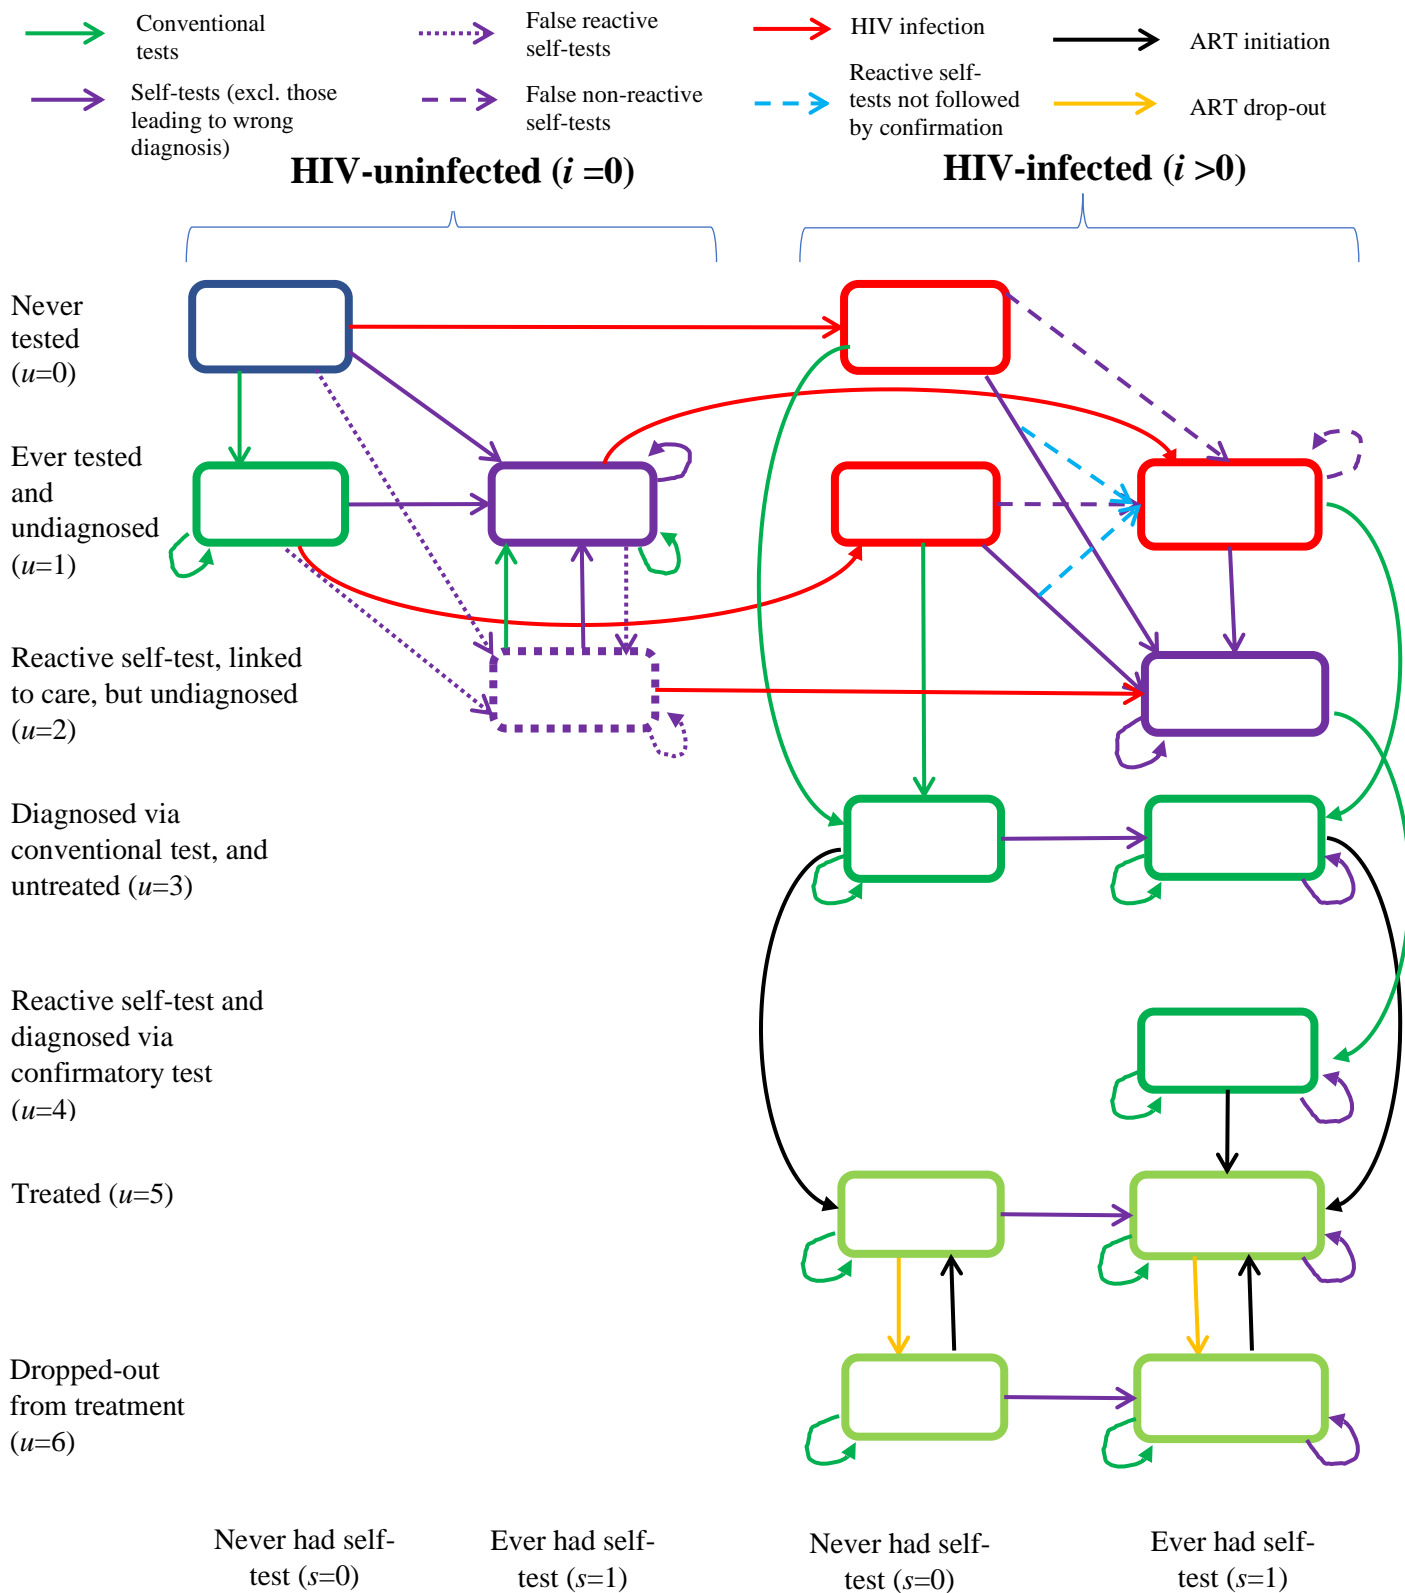 Conventional
tests
False reactive
self-tests
HIV infection
ART initiation
Self-tests (excl. those
leading to wrong
diagnosis)
False non-reactive
self-tests
Reactive self-
tests not followed
by confirmation
ART drop-out
HIV-uninfected (i =0)
HIV-infected (i >0)
Never
tested
(u=0)
Ever tested
and
undiagnosed
(u=1)
Reactive self-test, linked
to care, but undiagnosed
(u=2)
Diagnosed via
conventional test, and
untreated (u=3)
Reactive self-test and
diagnosed via
confirmatory test
(u=4)
Treated (u=5)
Dropped-out
from treatment
(u=6)
Never had self-
test (s=0)
Ever had self-
test (s=1)
Never had self-
test (s=0)
Ever had self-
test (s=1)